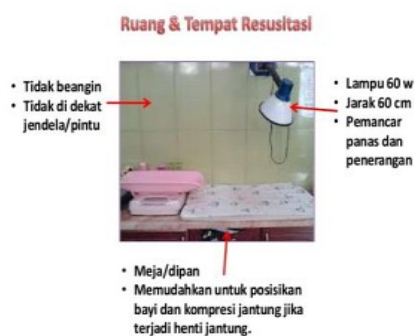 Ruang & Tempat Resusitasi
• Tidak beangin
• Tidak di dekat
jendela/pintu
• Lampu 60 w
• Jarak 60 cm
• Pemancar
panas dan
penerangan
• Meja/dipan
• Memudahkan untuk posisikan
bayi dan kompresi jantung jika
terjadi henti jantung.